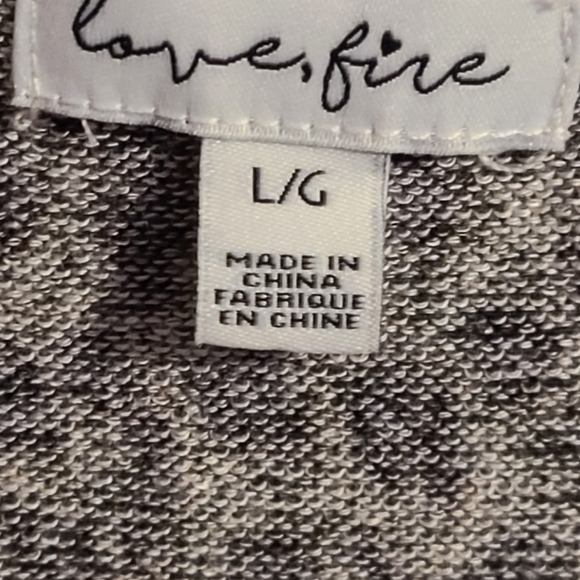 love, fire
L/G
MADE IN
CHINA
FABRIQUE
EN CHINE